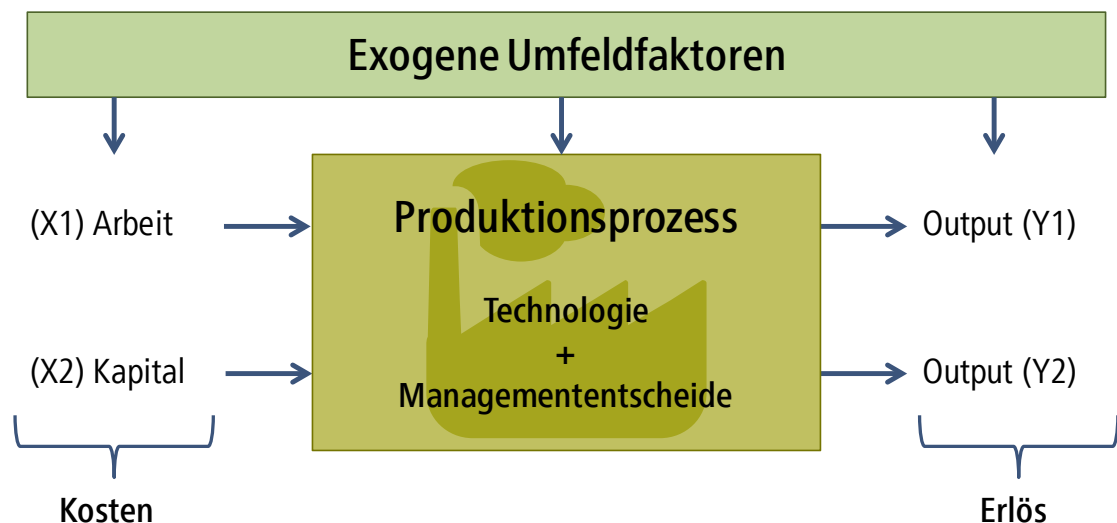 Exogene Umfeldfaktoren
(X1) Arbeit
Produktionsprozess
Output (Y1)
Technologie
+
Managemententscheide
(X2) Kapital
Output (Y2)
Kosten
Erlös